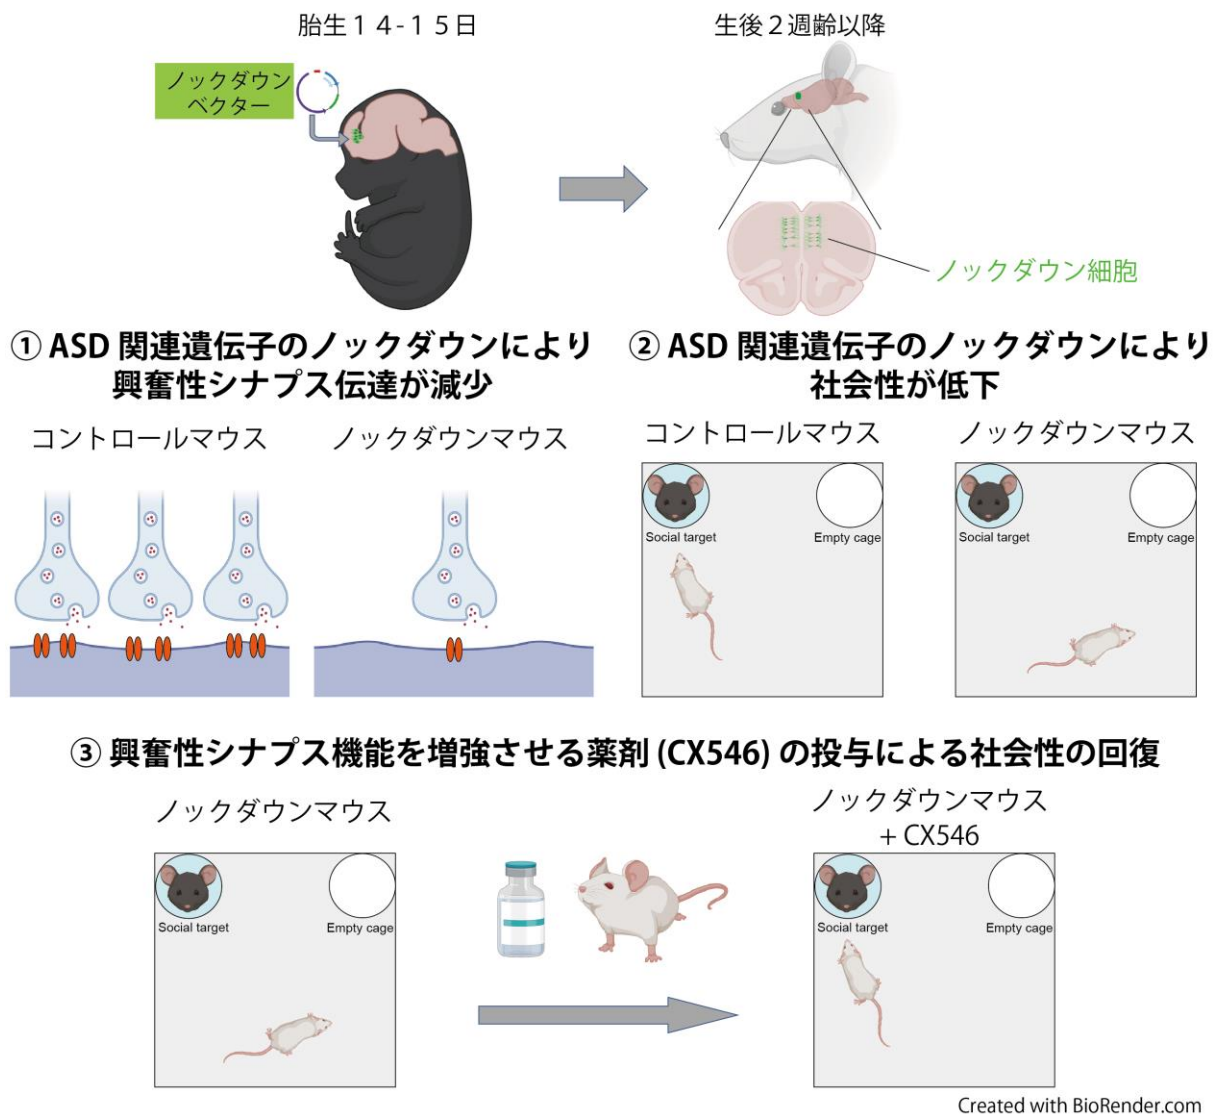 胎生１４-１５日
生後２週齢以降
ノックダウン
ベクター
ノックダウン細胞
① ASD 関連遺伝子のノックダウンにより
興奮性シナプス伝達が減少
② ASD 関連遺伝子のノックダウンにより
社会性が低下
コントロールマウス
ノックダウンマウス
コントロールマウス
ノックダウンマウス
Social target
Empty cage
Social target
Empty cage
③ 興奮性シナプス機能を増強させる薬剤 (CX546) の投与による社会性の回復
ノックダウンマウス
ノックダウンマウス
+ CX546
Social target
Empty cage
Social target
Empty cage
Created with BioRender.com